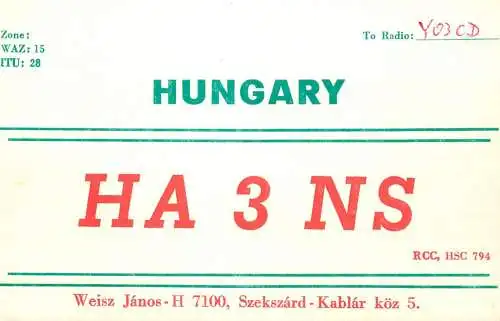 Zone:
WAZ: 15
ITU: 28
To Radio: YO3CD
HUNGARY
HA 3 NS
RCC, HSC 794
Weisz János - H 7100, Szekszárd - Kablár köz 5.